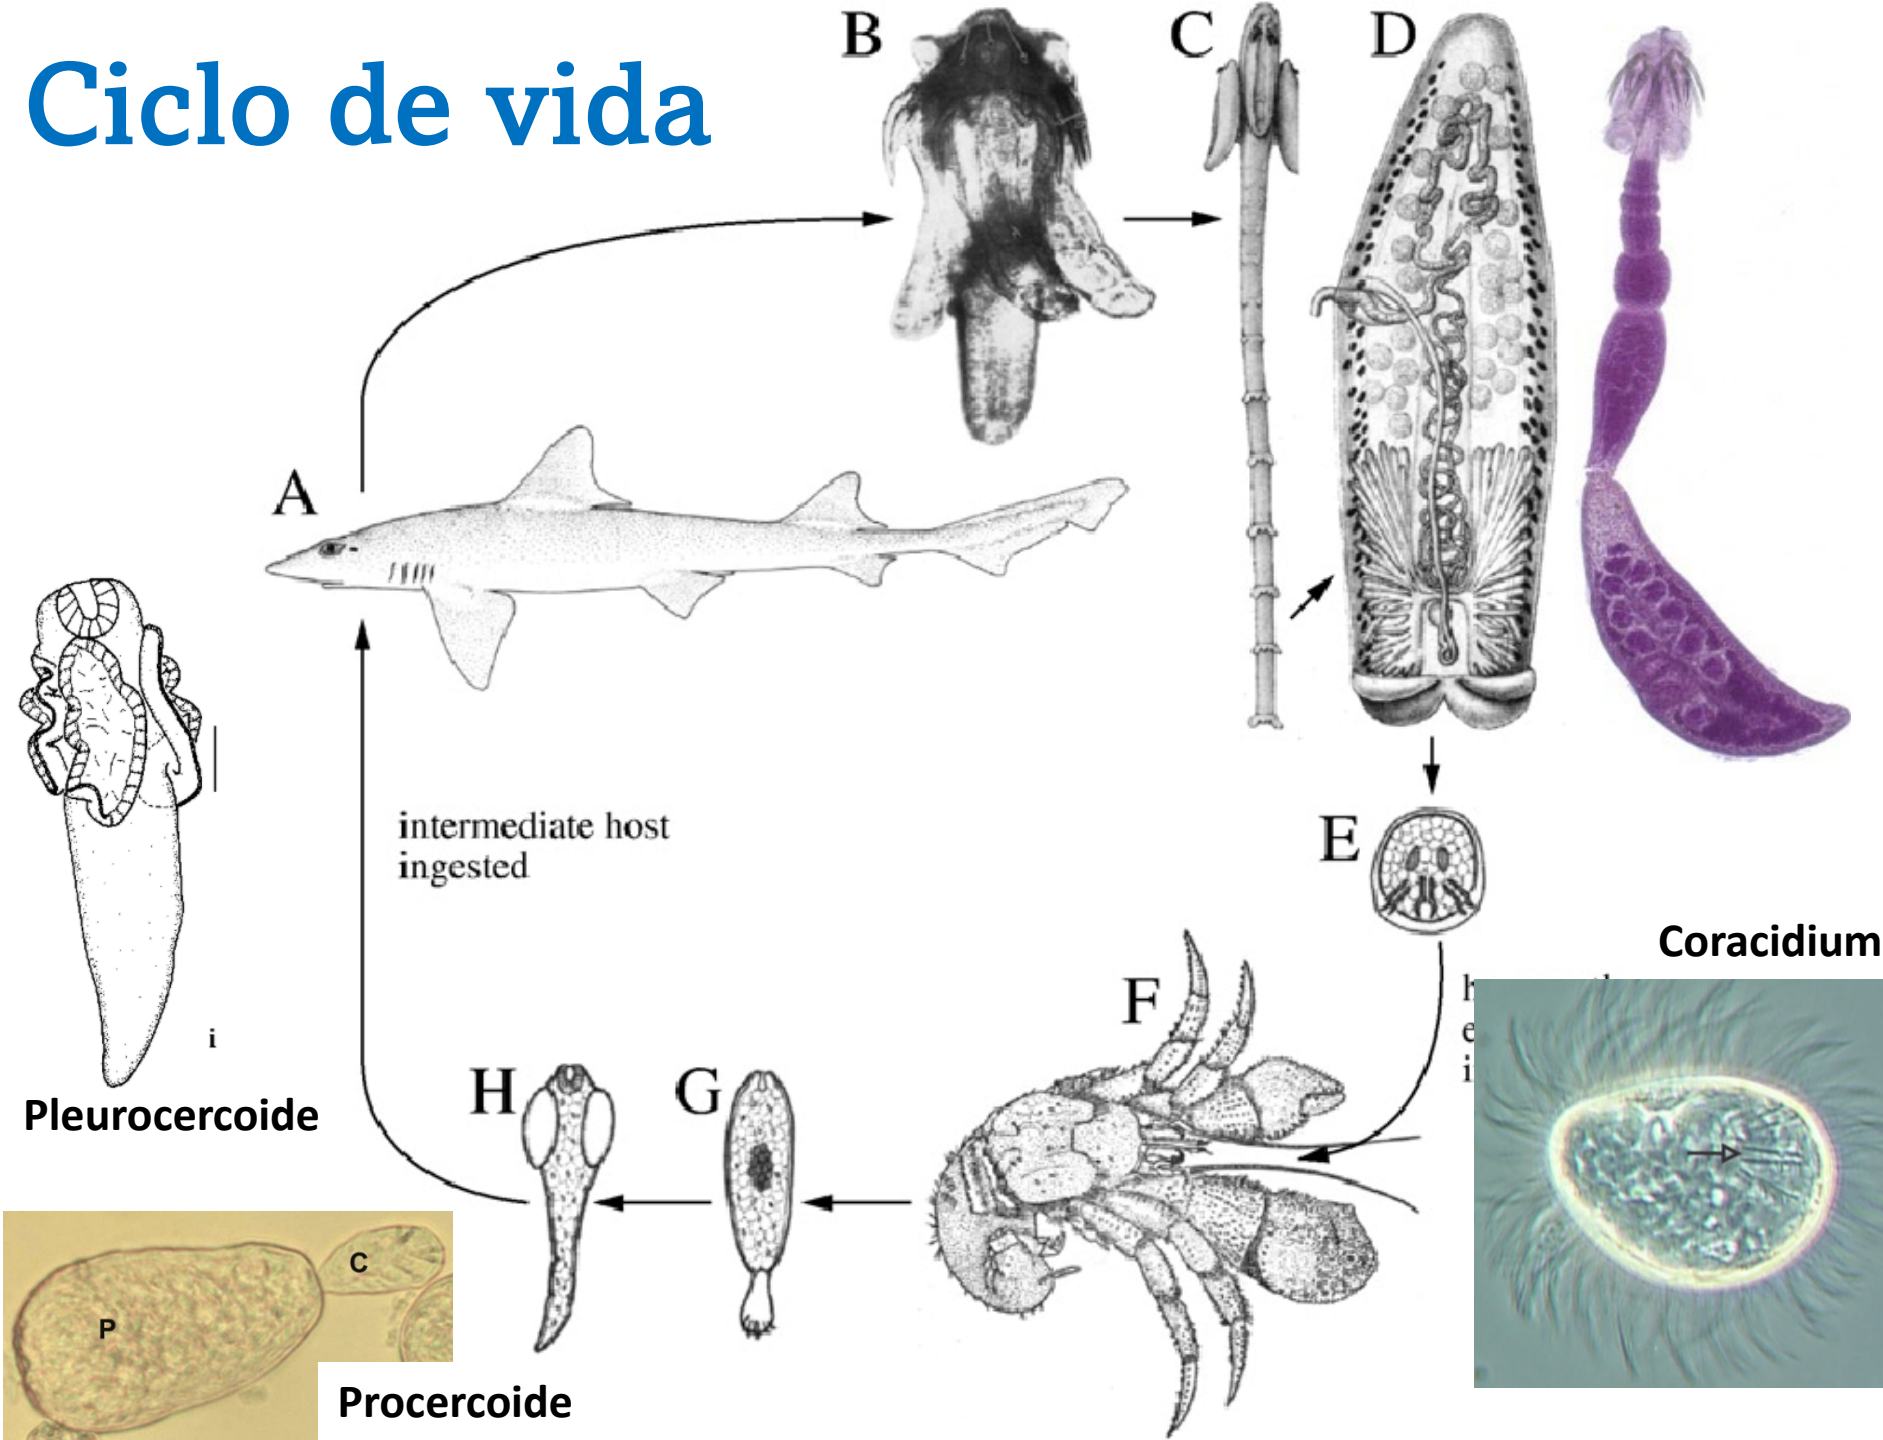 Ciclo de vida
B
C
D
A
intermediate host
ingested
E
Coracidium
F
i
Pleurocercoide
H
G
C
P
Procercoide